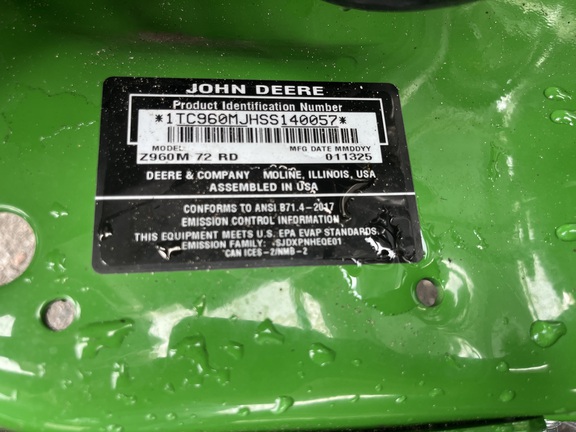 JOHN DEERE
Product Identification Number
*1TC960MJHSS140057*
MODEL MFG DATE MMDDYY
Z960M 72 RD 011325
DEERE & COMPANY MOLINE, ILLINOIS, USA
ASSEMBLED IN USA
CONFORMS TO ANSI B71.4-2017
EMISSION CONTROL INFORMATION
THIS EQUIPMENT MEETS U.S. EPA EVAP STANDARDS.
EMISSION FAMILY: SJDXPNHEQE01
CAN ICES-2/NMB-2